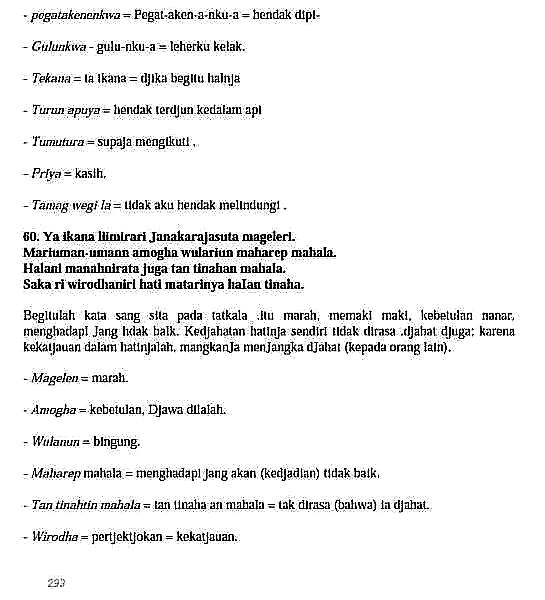 - pegatakenenkwa = Pegat-aken-a-nku-a = hendak dipi-
- Gulunkwa - gulu-nku-a = leherku kelak.
- Tekana = ta ikana = djika begitu halnja
- Turun apuya = hendak terdjun kedalam api
- Tumutura = supaja mengikuti .
- Priya = kasih.
- Tamag wegi la = tidak aku hendak melindungi .
60. Ya ikana liimirari Janakarajasuta mageleri.
Mariuman-umann amogha wulariun maharep mahala.
Halani manahnirata juga tan tinahan mahala.
Saka ri wirodhaniri hati matarinya halan tinaha.
Begitulah kata sang sita pada tatkala .itu marah, memaki maki, kebetulan nanar,
menghadapi Jang hdak baik. Kedjahatan hatinja sendiri tidak dirasa .djahat djuga; karena
kekatjauan dalam hatinjalah, mangkanJa menJangka dJahat (kepada orang lain).
- Magelen = marah.
- Amogha = kebetulan, Djawa dilalah.
- Wulanun = bingung.
- Maharep mahala = menghadapi jang akan (kedjadian) tidak baik.
- Tan tinahtin mahala = tan tinaha an mahala = tak dirasa (bahwa) ia djahat.
- Wirodha = pertjektjokan = kekatjauan.
293